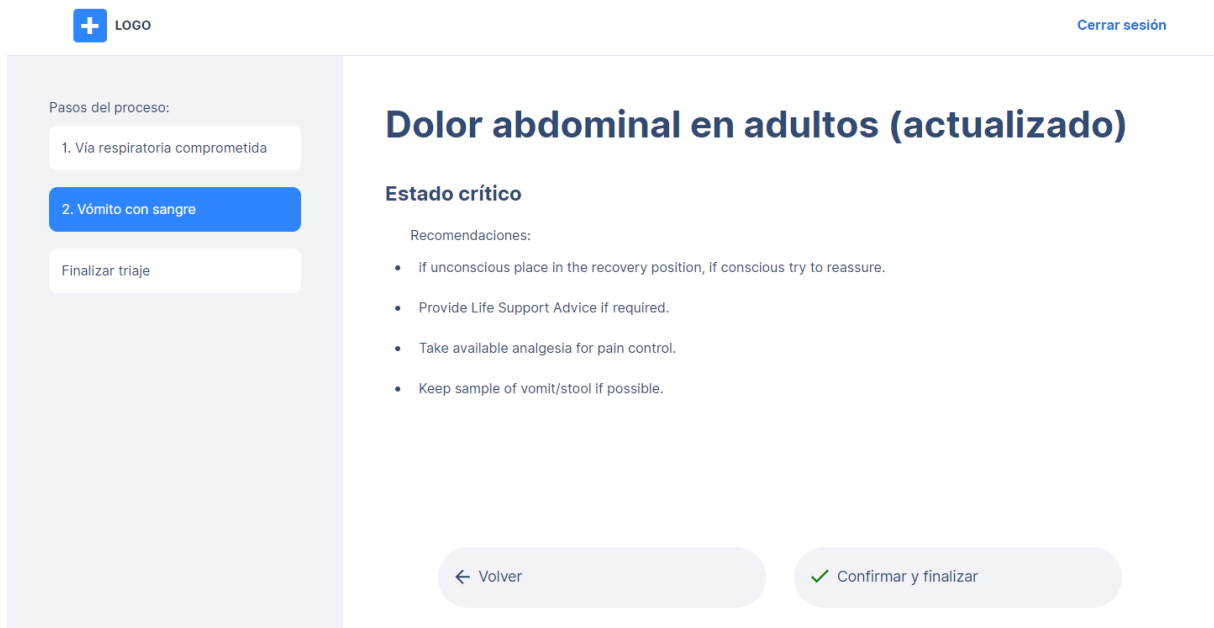 LOGO
Cerrar sesión
Pasos del proceso:
1. Vía respiratoria comprometida
2. Vómito con sangre
Finalizar triaje
Dolor abdominal en adultos (actualizado)
Estado crítico
Recomendaciones:
• if unconscious place in the recovery position, if conscious try to reassure.
• Provide Life Support Advice if required.
• Take available analgesia for pain control.
• Keep sample of vomit/stool if possible.
Volver
Confirmar y finalizar